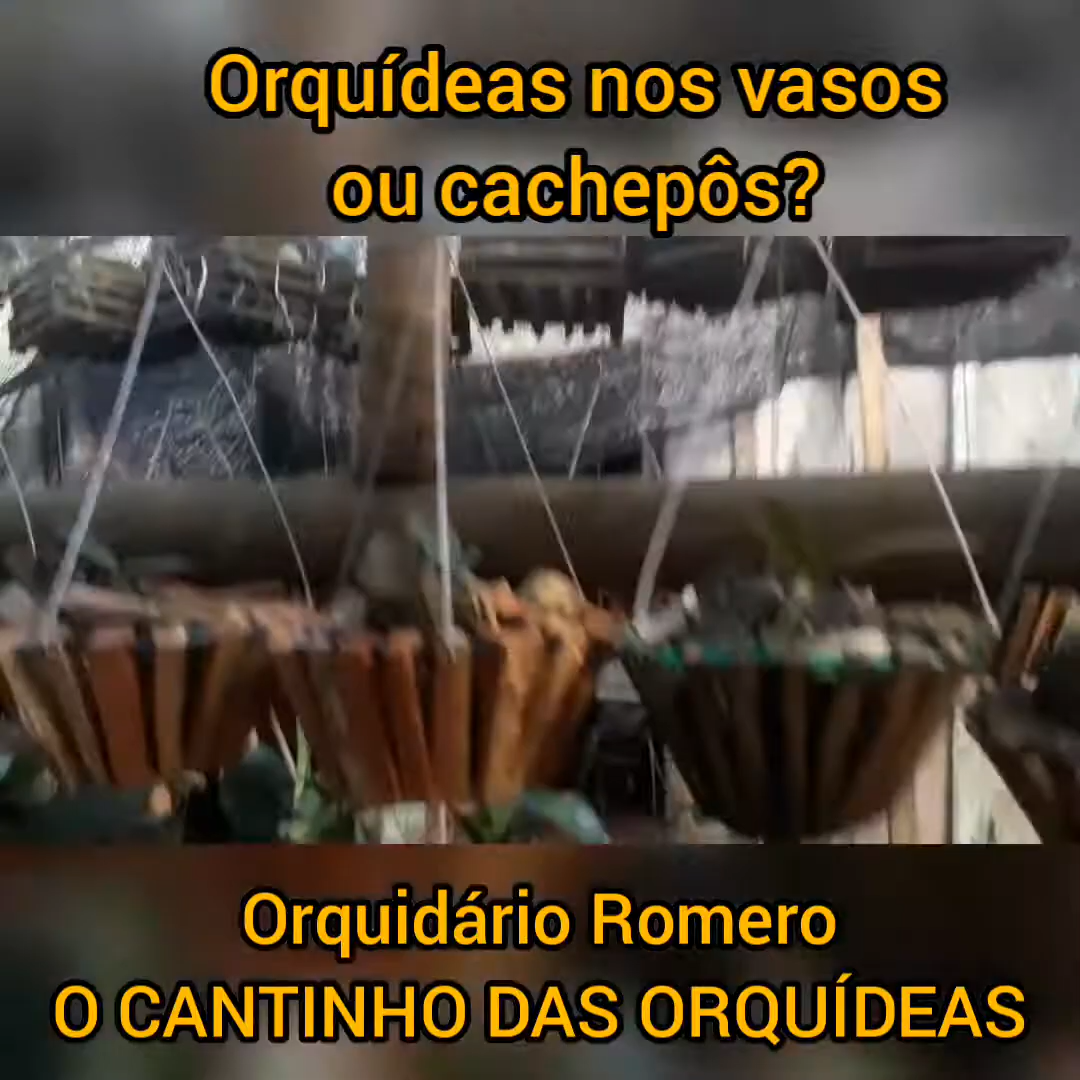 Orquídeas nos vasos
ou cachepôs?
Orquidário Romero
O CANTINHO DAS ORQUÍDEAS